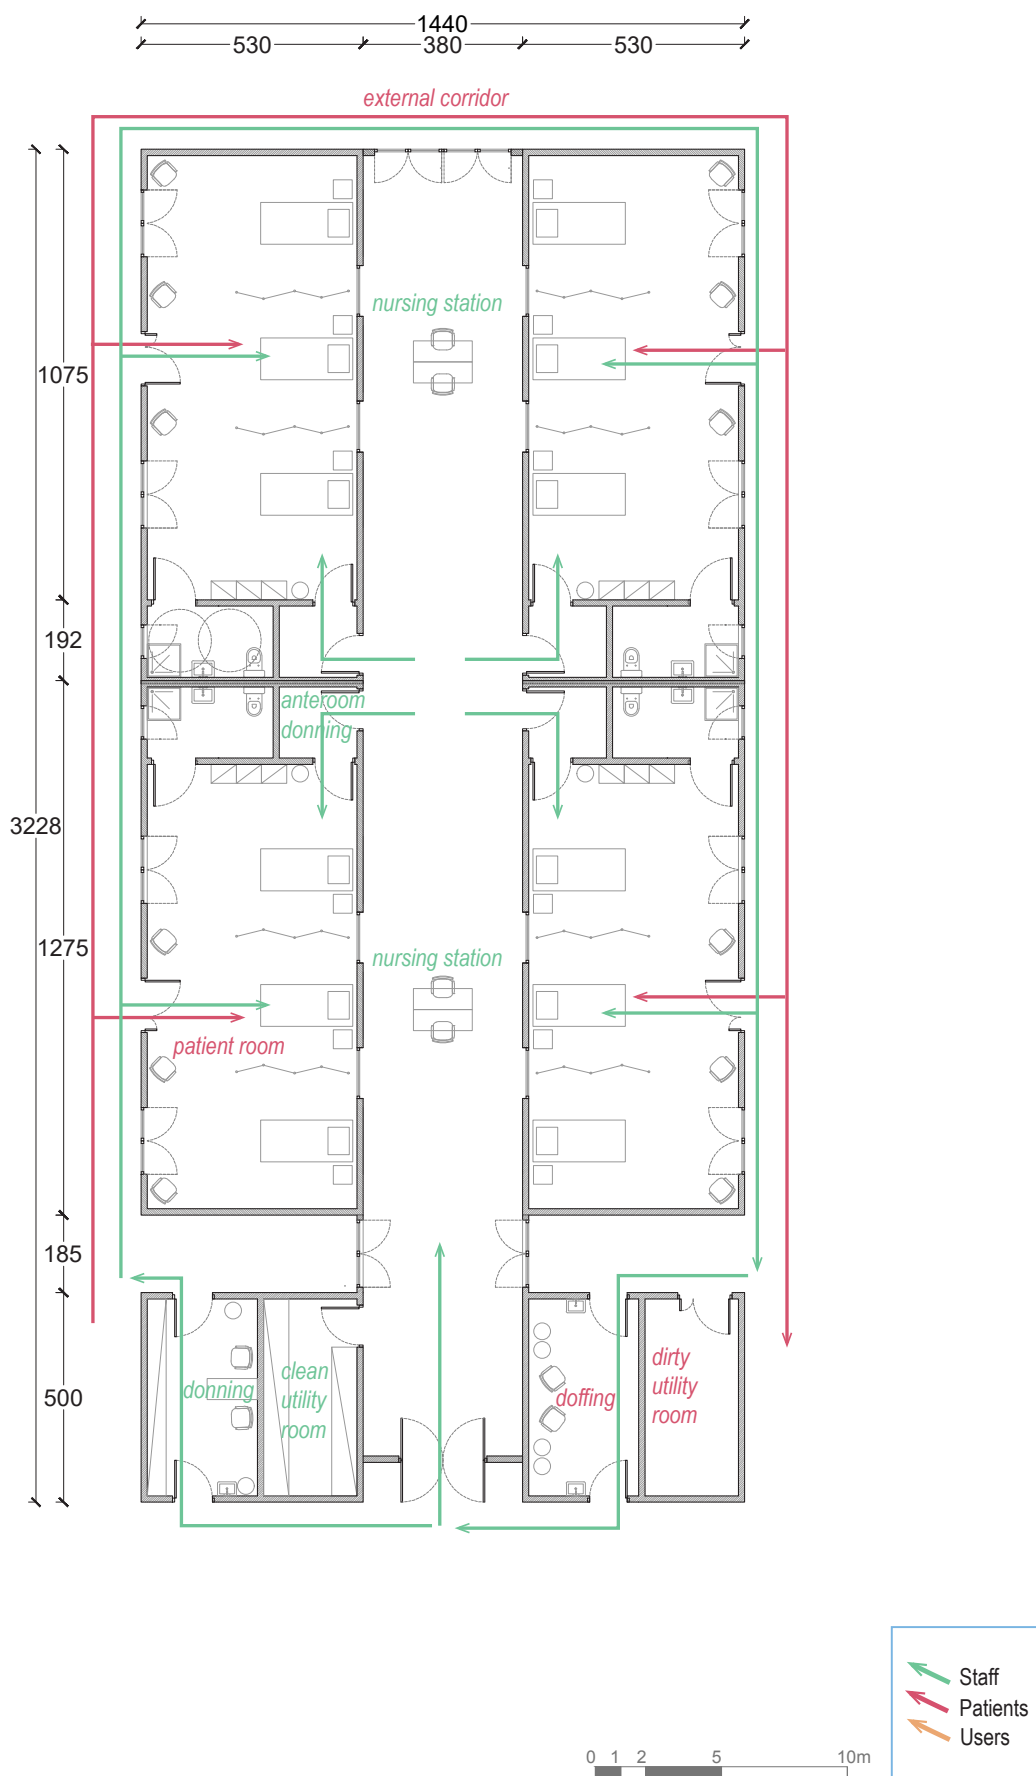 1440
530
380
530
external corridor
nursing station
1075
192
anteroom
donning
3228
1275
nursing station
patient room
185
500
donning
clean
utility
room
doffing
dirty
utility
room
Staff
Patients
Users
0 1 2 5 10m